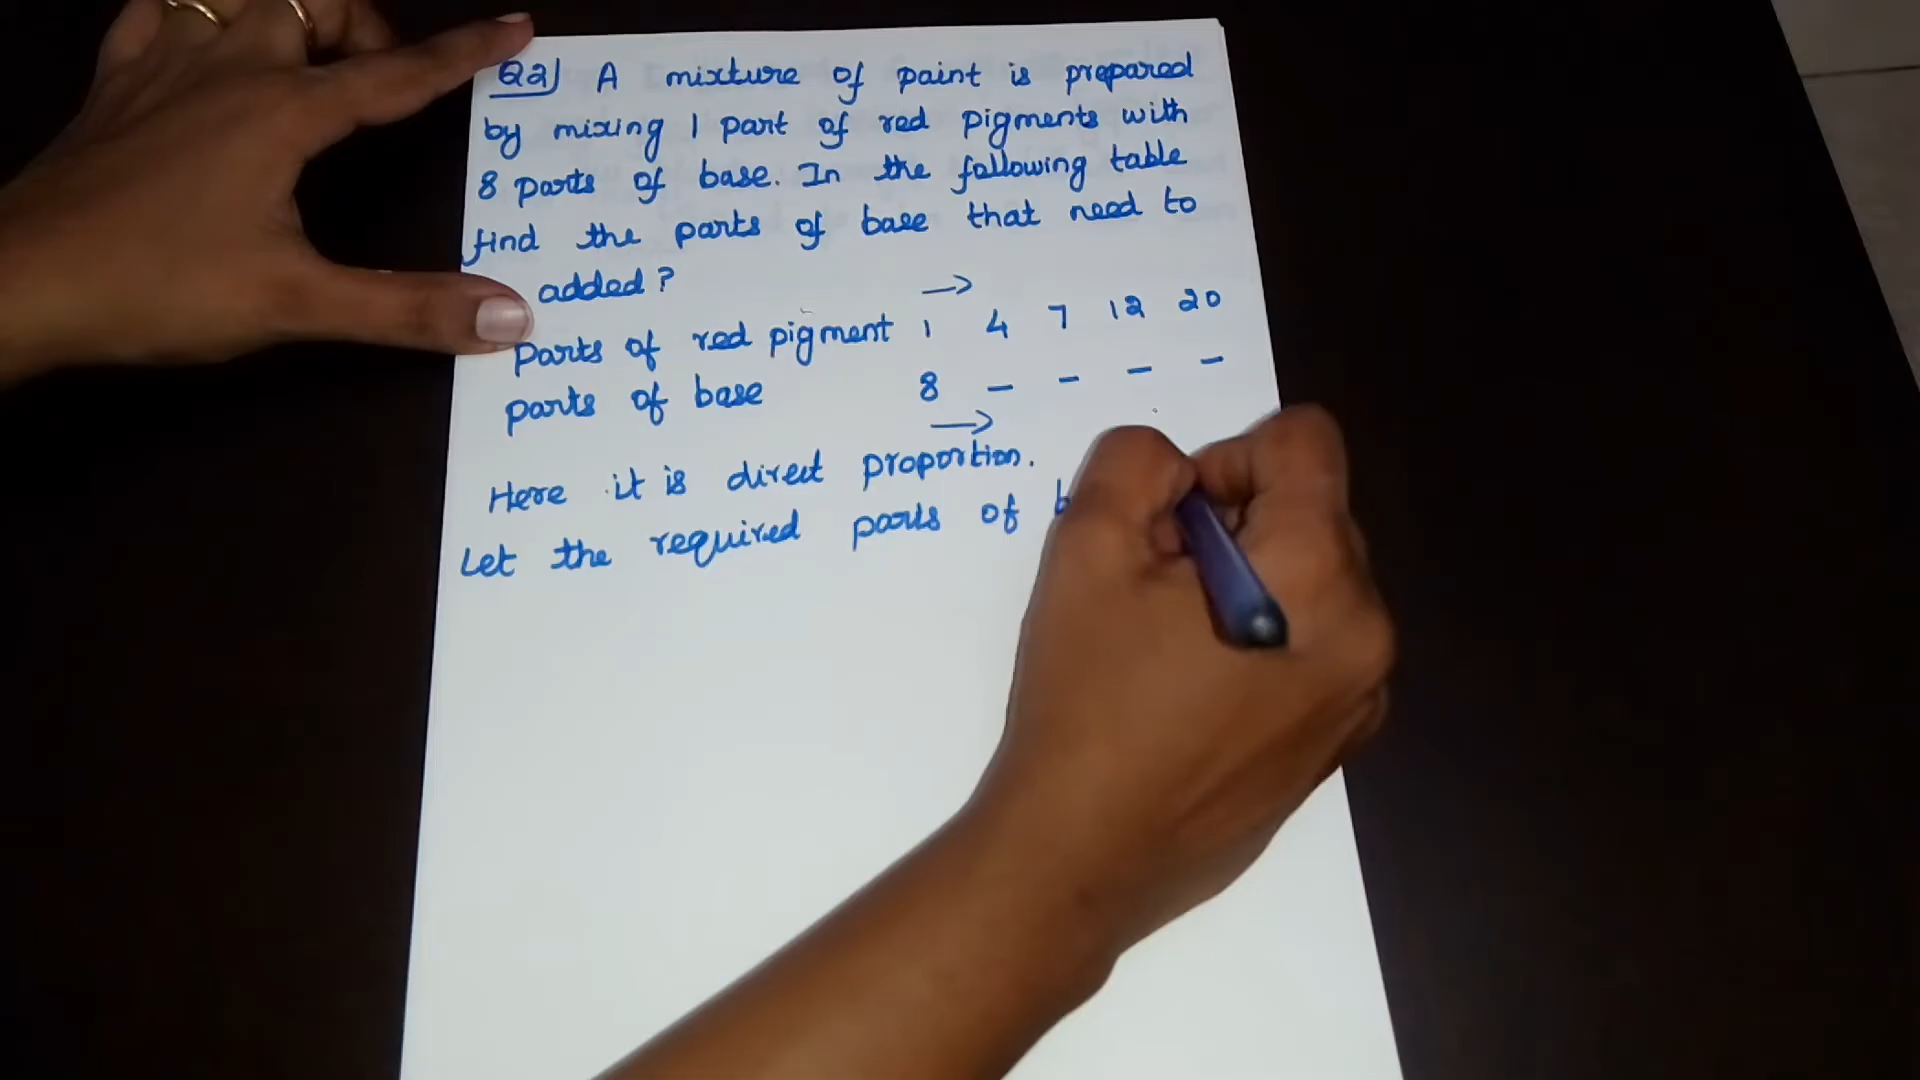 Q2) A mixture of paint is prepared
by mixing 1 part of red pigments with
8 parts of base. In the following table
find the parts of base that need to
added?
parts of red pigment 1 4 7 12 20
parts of base 8 – – – –
Here it is direct proportion.
Let the required parts of